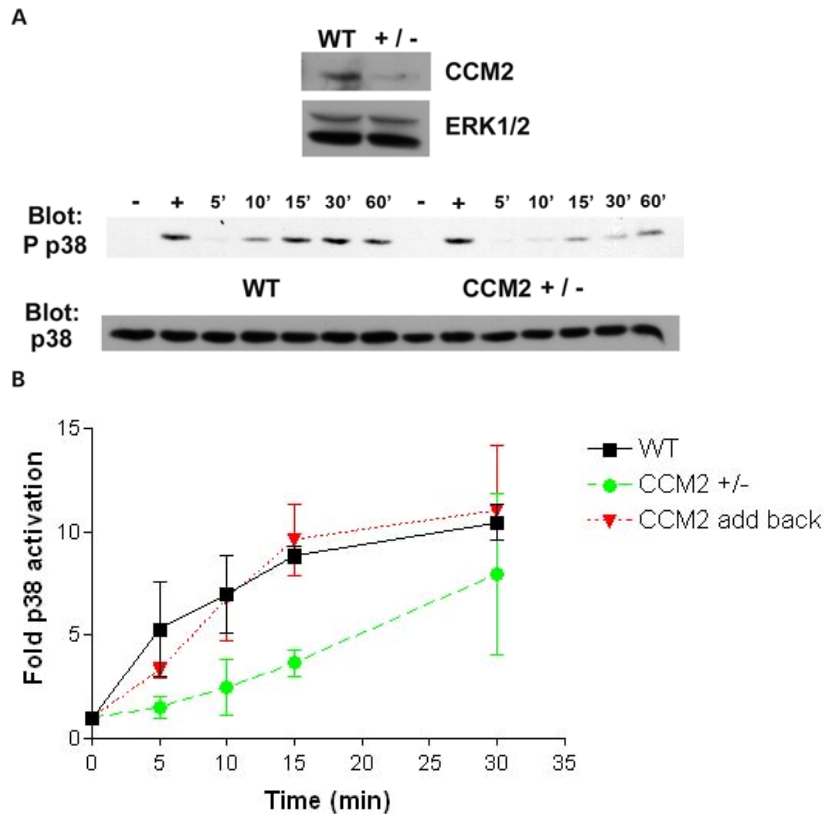 A
WT + / -
CCM2
ERK1/2
- + 5’ 10’ 15’ 30’ 60’ - + 5’ 10’ 15’ 30’ 60’
Blot:
P p38
WT CCM2 + / -
Blot:
p38
B
15
10
5
0
Fold p38 activation
0 5 10 15 20 25 30 35
Time (min)
WT
CCM2 +/-
CCM2 add back